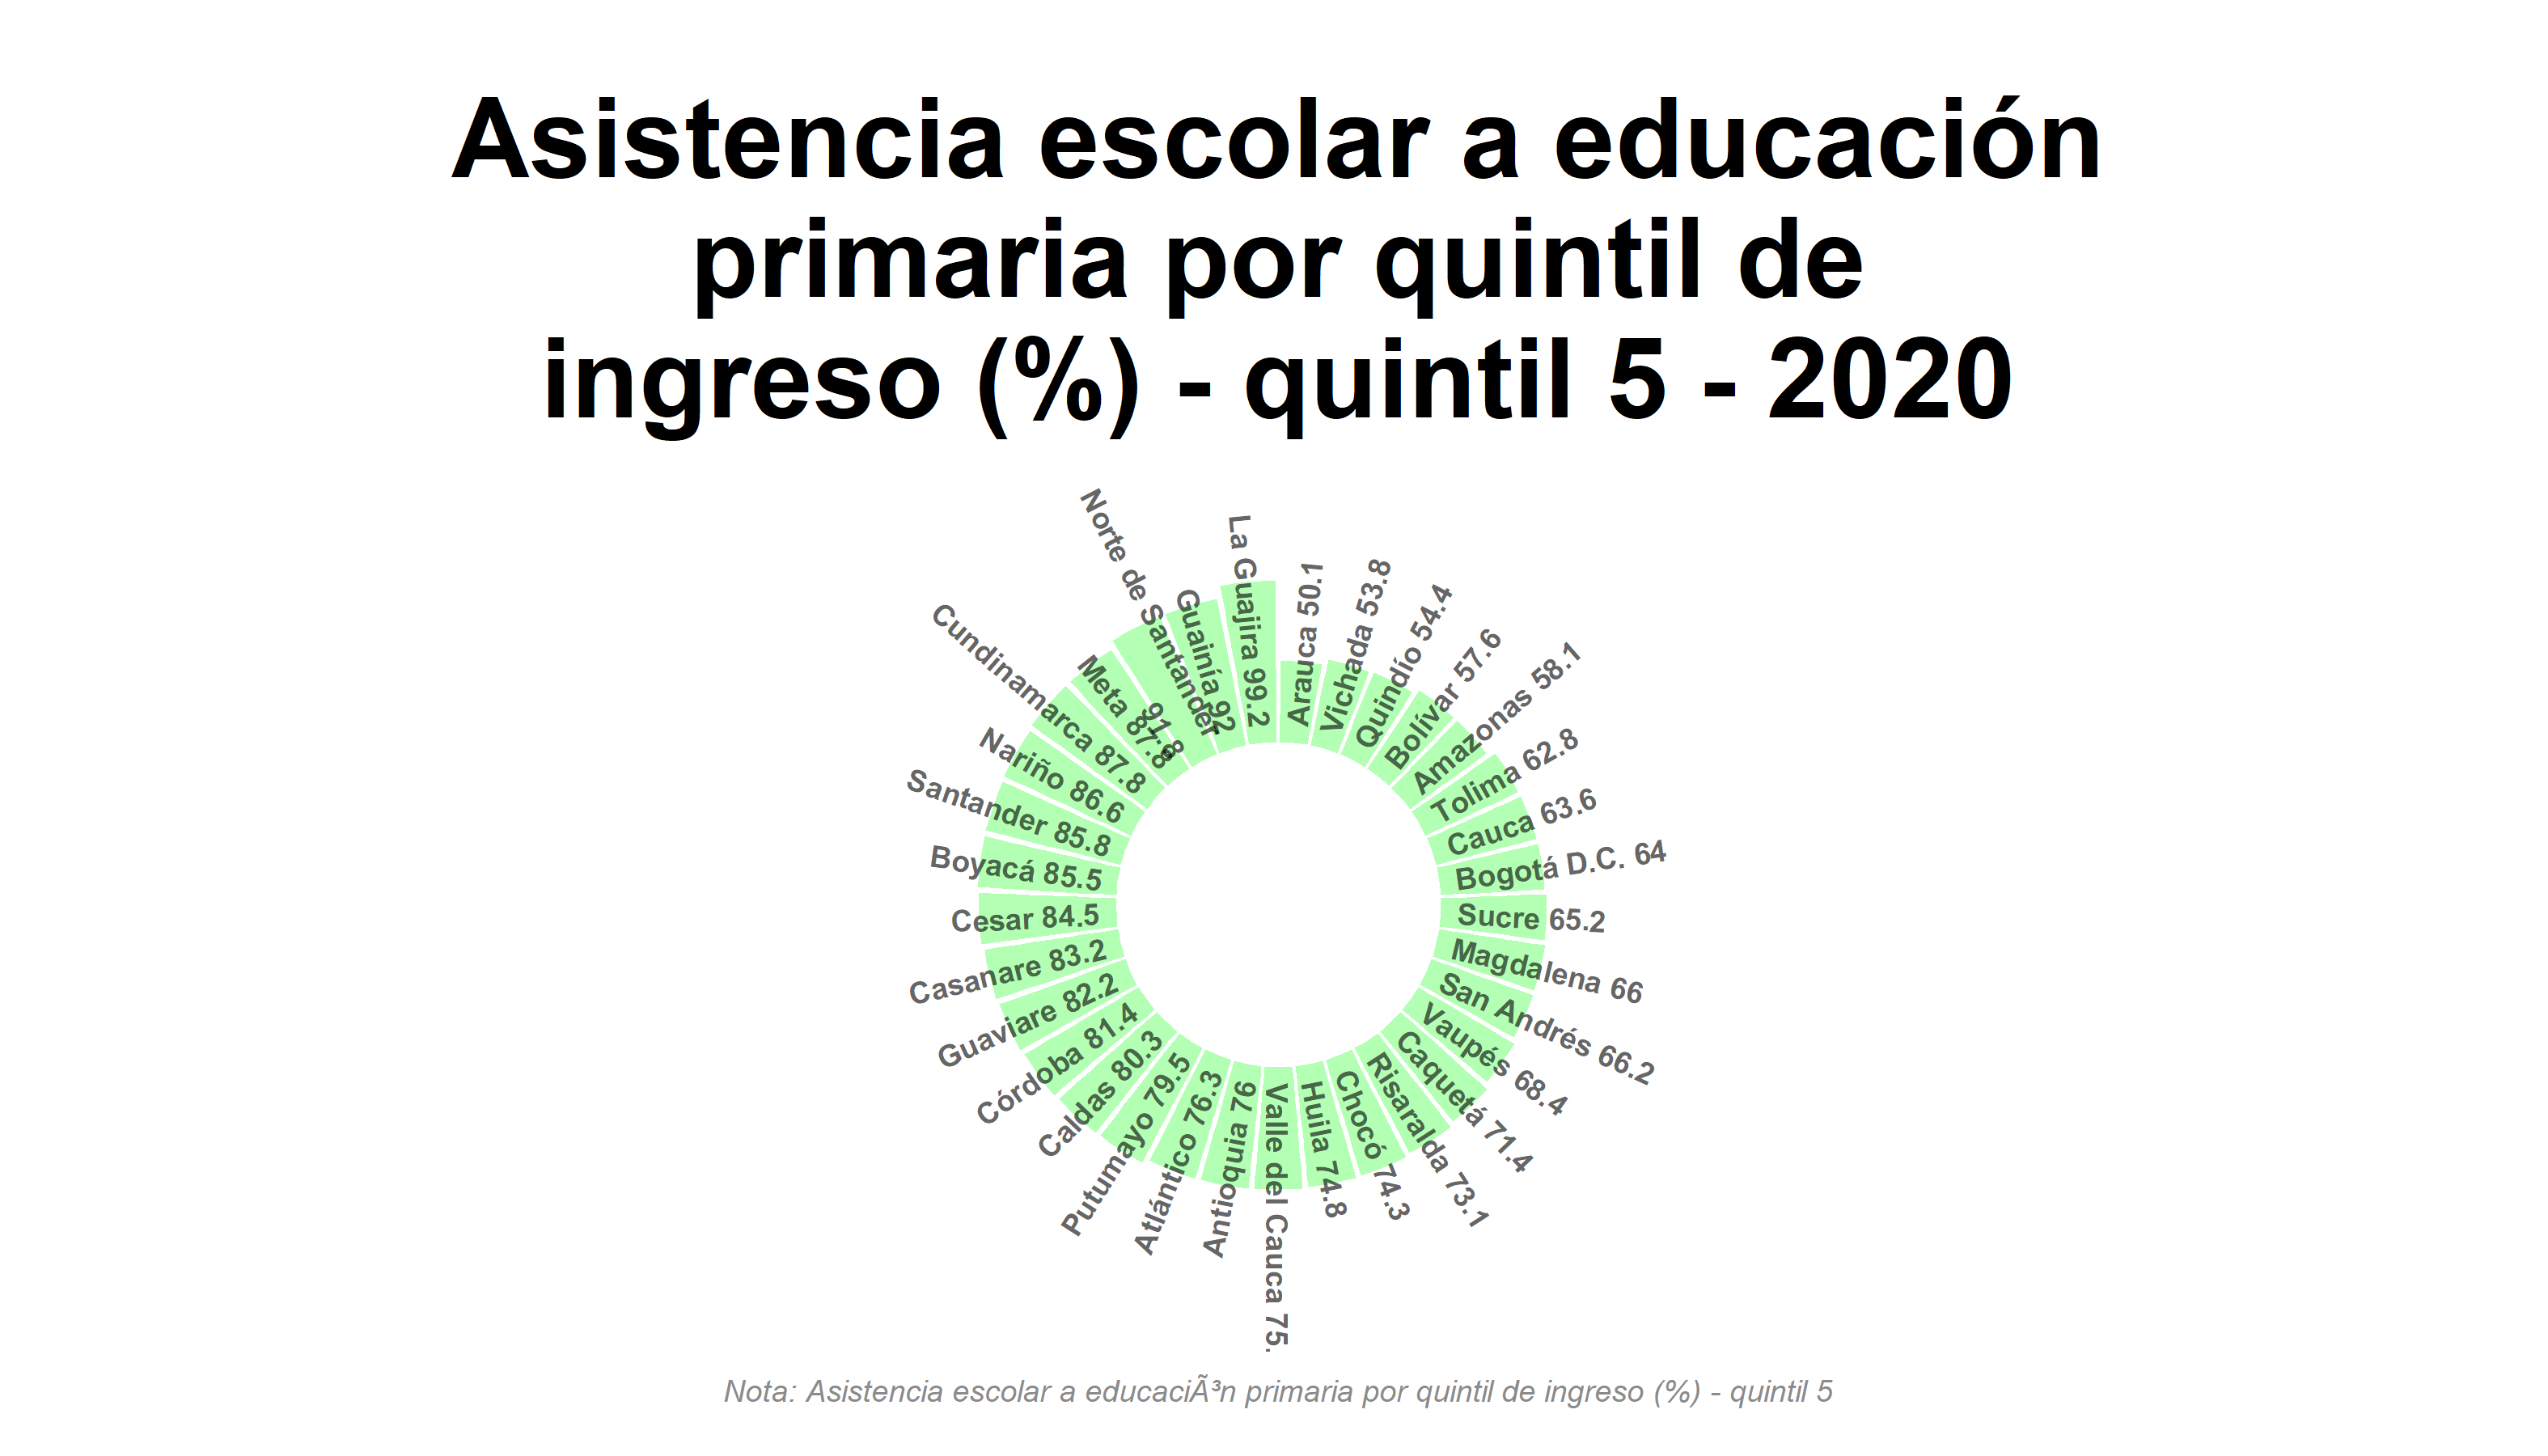 Asistencia escolar a educación
primaria por quintil de
ingreso (%) - quintil 5 - 2020
Arauca 50.1
Vichada 53.8
Quindío 54.4
Bolívar 57.6
Amazonas 58.1
Tolima 62.8
Cauca 63.6
Bogotá D.C. 64
Sucre 65.2
Magdalena 66
San Andrés 66.2
Vaupés 68.4
Caquetá 71.4
Risaralda 73.1
Chocó 74.3
Huila 74.8
Valle del Cauca 75.
Antioquia 76
Atlántico 76.3
Putumayo 79.5
Caldas 80.3
Córdoba 81.4
Guaviare 82.2
Casanare 83.2
Cesar 84.5
Boyacá 85.5
Santander 85.8
Nariño 86.6
Cundinamarca 87.8
Meta 87.8
Norte de Santander
91.8
Guainía 92
La Guajira 99.2
Nota: Asistencia escolar a educaciÃ³n primaria por quintil de ingreso (%) - quintil 5